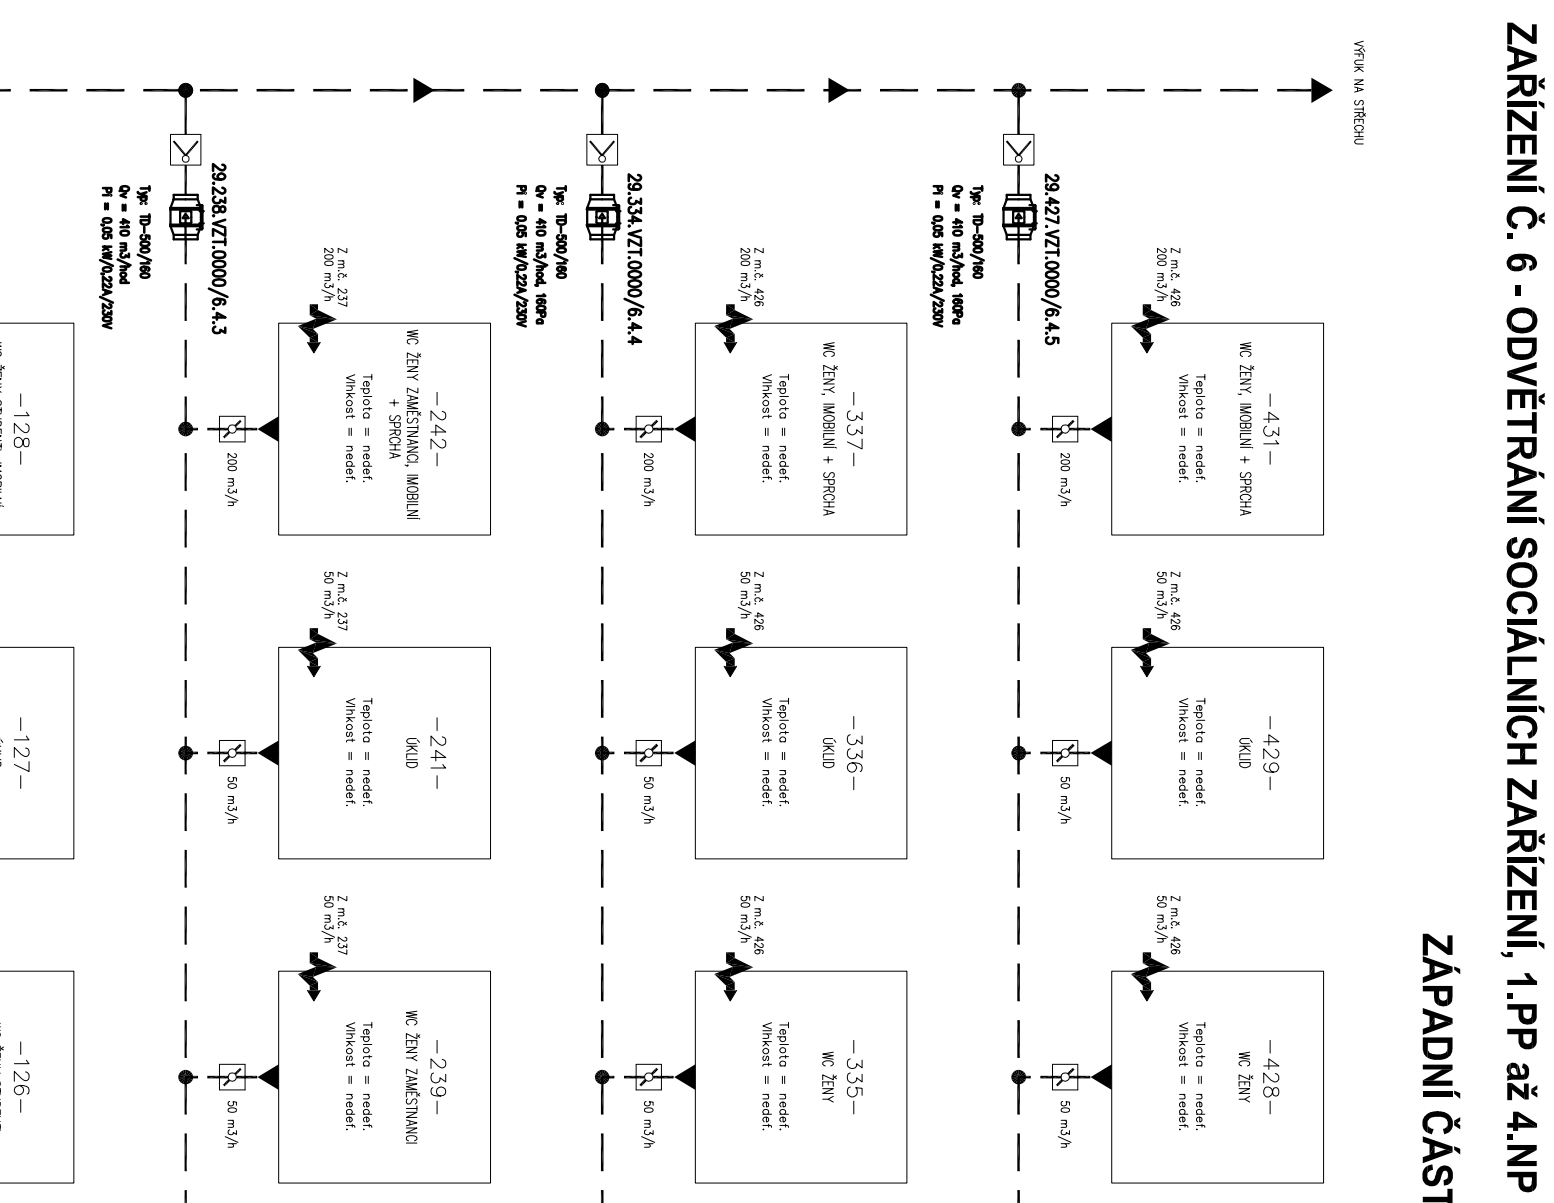 ZAŘÍZENÍ Č. 6 - ODVĚTRÁNÍ SOCIÁLNÍCH ZAŘÍZENÍ, 1.PP až 4.NP
ZÁPADNÍ ČÁST
VÝFUK NA STŘECHU
29.427.VZT.0000/6.4.5
Typ: TD-500/160
Qv = 410 m3/hod, 160Pa
Pi = 0,05 kW/0,22A/230V
Z m.č. 426
200 m3/h
-431-
WC ŽENY, IMOBILNÍ + SPRCHA
Teplota = nedef.
Vlhkost = nedef.
200 m3/h
Z m.č. 426
50 m3/h
-429-
ÚKLID
Teplota = nedef.
Vlhkost = nedef.
50 m3/h
Z m.č. 426
50 m3/h
-428-
WC ŽENY
Teplota = nedef.
Vlhkost = nedef.
50 m3/h
29.334.VZT.0000/6.4.4
Typ: TD-500/160
Qv = 410 m3/hod, 160Pa
Pi = 0,05 kW/0,22A/230V
Z m.č. 426
200 m3/h
-337-
WC ŽENY, IMOBILNÍ + SPRCHA
Teplota = nedef.
Vlhkost = nedef.
200 m3/h
Z m.č. 426
50 m3/h
-336-
ÚKLID
Teplota = nedef.
Vlhkost = nedef.
50 m3/h
Z m.č. 426
50 m3/h
-335-
WC ŽENY
Teplota = nedef.
Vlhkost = nedef.
50 m3/h
29.238.VZT.0000/6.4.3
Typ: TD-500/160
Qv = 410 m3/hod
Pi = 0,05 kW/0,22A/230V
Z m.č. 237
200 m3/h
-242-
WC ŽENY ZAMĚSTNANCI, IMOBILNÍ
+ SPRCHA
Teplota = nedef.
Vlhkost = nedef.
200 m3/h
Z m.č. 237
50 m3/h
-241-
ÚKLID
Teplota = nedef.
Vlhkost = nedef.
50 m3/h
Z m.č. 237
50 m3/h
-239-
WC ŽENY ZAMĚSTNANCI
Teplota = nedef.
Vlhkost = nedef.
50 m3/h
-128-
-127-
-126-